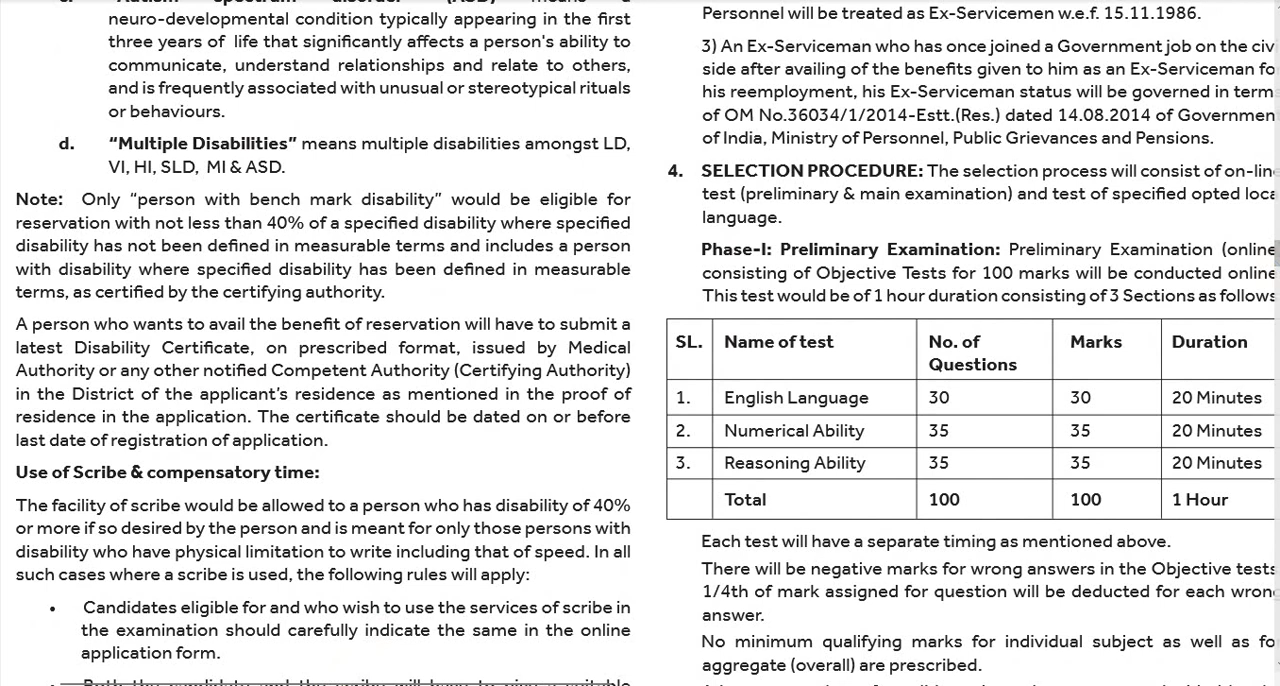 neuro-developmental condition typically appearing in the first
three years of life that significantly affects a person's ability to
communicate, understand relationships and relate to others,
and is frequently associated with unusual or stereotypical rituals
or behaviours.
d. “Multiple Disabilities” means multiple disabilities amongst LD,
VI, HI, SLD, MI & ASD.
Note: Only “person with bench mark disability” would be eligible for
reservation with not less than 40% of a specified disability where specified
disability has not been defined in measurable terms and includes a person
with disability where specified disability has been defined in measurable
terms, as certified by the certifying authority.
A person who wants to avail the benefit of reservation will have to submit a
latest Disability Certificate, on prescribed format, issued by Medical
Authority or any other notified Competent Authority (Certifying Authority)
in the District of the applicant’s residence as mentioned in the proof of
residence in the application. The certificate should be dated on or before
last date of registration of application.
Use of Scribe & compensatory time:
The facility of scribe would be allowed to a person who has disability of 40%
or more if so desired by the person and is meant for only those persons with
disability who have physical limitation to write including that of speed. In all
such cases where a scribe is used, the following rules will apply:
• Candidates eligible for and who wish to use the services of scribe in
the examination should carefully indicate the same in the online
application form.
Personnel will be treated as Ex-Servicemen w.e.f. 15.11.1986.
3) An Ex-Serviceman who has once joined a Government job on the civ
side after availing of the benefits given to him as an Ex-Serviceman fo
his reemployment, his Ex-Serviceman status will be governed in term
of OM No.36034/1/2014-Estt.(Res.) dated 14.08.2014 of Governmen
of India, Ministry of Personnel, Public Grievances and Pensions.
4. SELECTION PROCEDURE: The selection process will consist of on-lin
test (preliminary & main examination) and test of specified opted loca
language.
Phase-I: Preliminary Examination: Preliminary Examination (online
consisting of Objective Tests for 100 marks will be conducted online
This test would be of 1 hour duration consisting of 3 Sections as follows
SL. Name of test No. of Questions Marks Duration
1. English Language 30 30 20 Minutes
2. Numerical Ability 35 35 20 Minutes
3. Reasoning Ability 35 35 20 Minutes
Total 100 100 1 Hour
Each test will have a separate timing as mentioned above.
There will be negative marks for wrong answers in the Objective tests
1/4th of mark assigned for question will be deducted for each wron
answer.
No minimum qualifying marks for individual subject as well as fo
aggregate (overall) are prescribed.